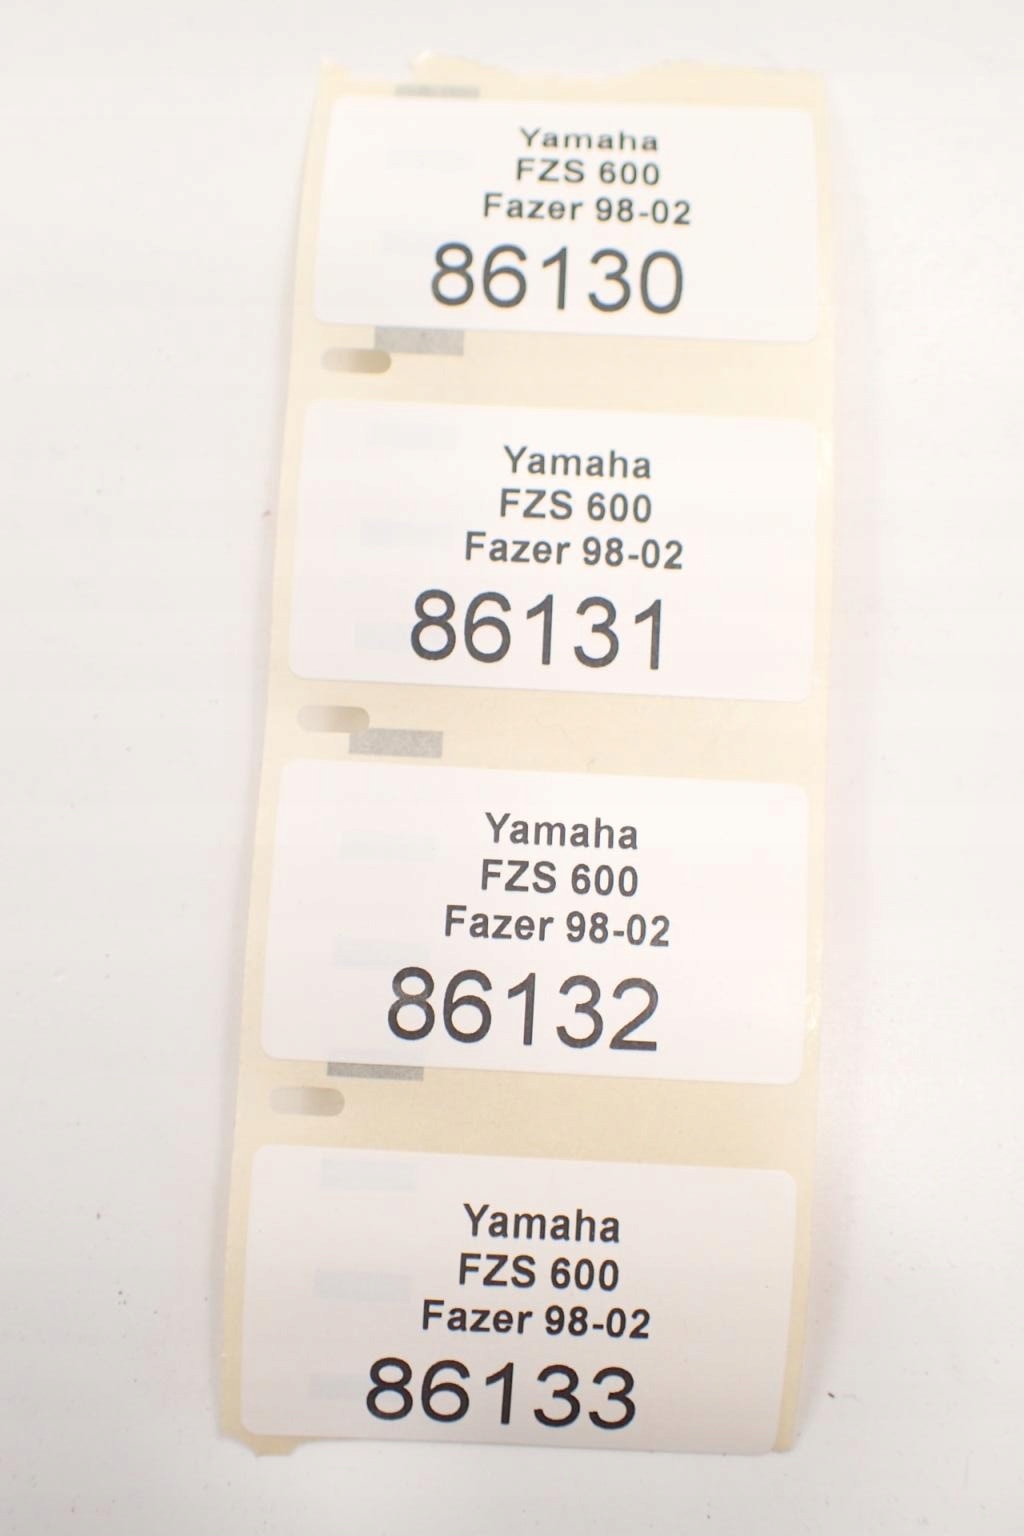 Yamaha
FZS 600
Fazer 98-02
86130
Yamaha
FZS 600
Fazer 98-02
86131
Yamaha
FZS 600
Fazer 98-02
86132
Yamaha
FZS 600
Fazer 98-02
86133